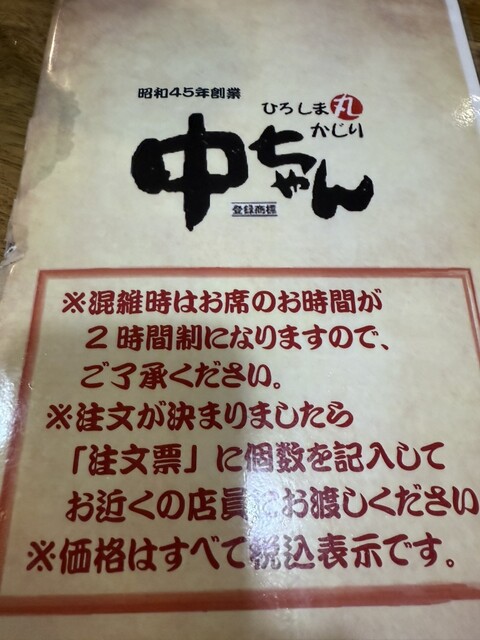 昭和45年創業
ひろしま丸
かじり
中ちゃん
登録商標
※混雑時はお席のお時間が
2時間制になりますので、
ご了承ください。
※注文が決まりましたら
「注文票」に個数を記入して
お近くの店員にお渡しください
※価格はすべて税込表示です。